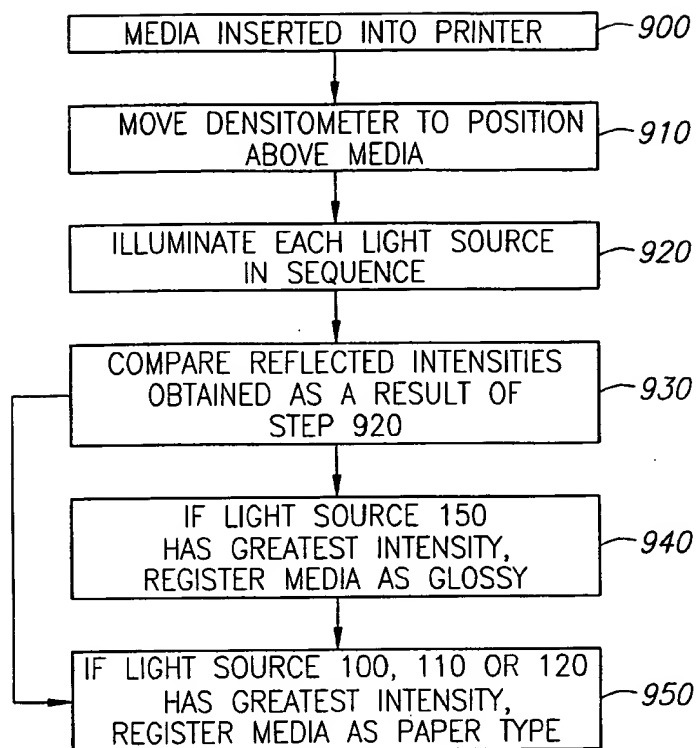 MEDIA INSERTED INTO PRINTER
900
MOVE DENSITOMETER TO POSITION
ABOVE MEDIA
910
ILLUMINATE EACH LIGHT SOURCE
IN SEQUENCE
920
COMPARE REFLECTED INTENSITIES
OBTAINED AS A RESULT OF
STEP 920
930
IF LIGHT SOURCE 150
HAS GREATEST INTENSITY,
REGISTER MEDIA AS GLOSSY
940
IF LIGHT SOURCE 100, 110 OR 120
HAS GREATEST INTENSITY,
REGISTER MEDIA AS PAPER TYPE
950